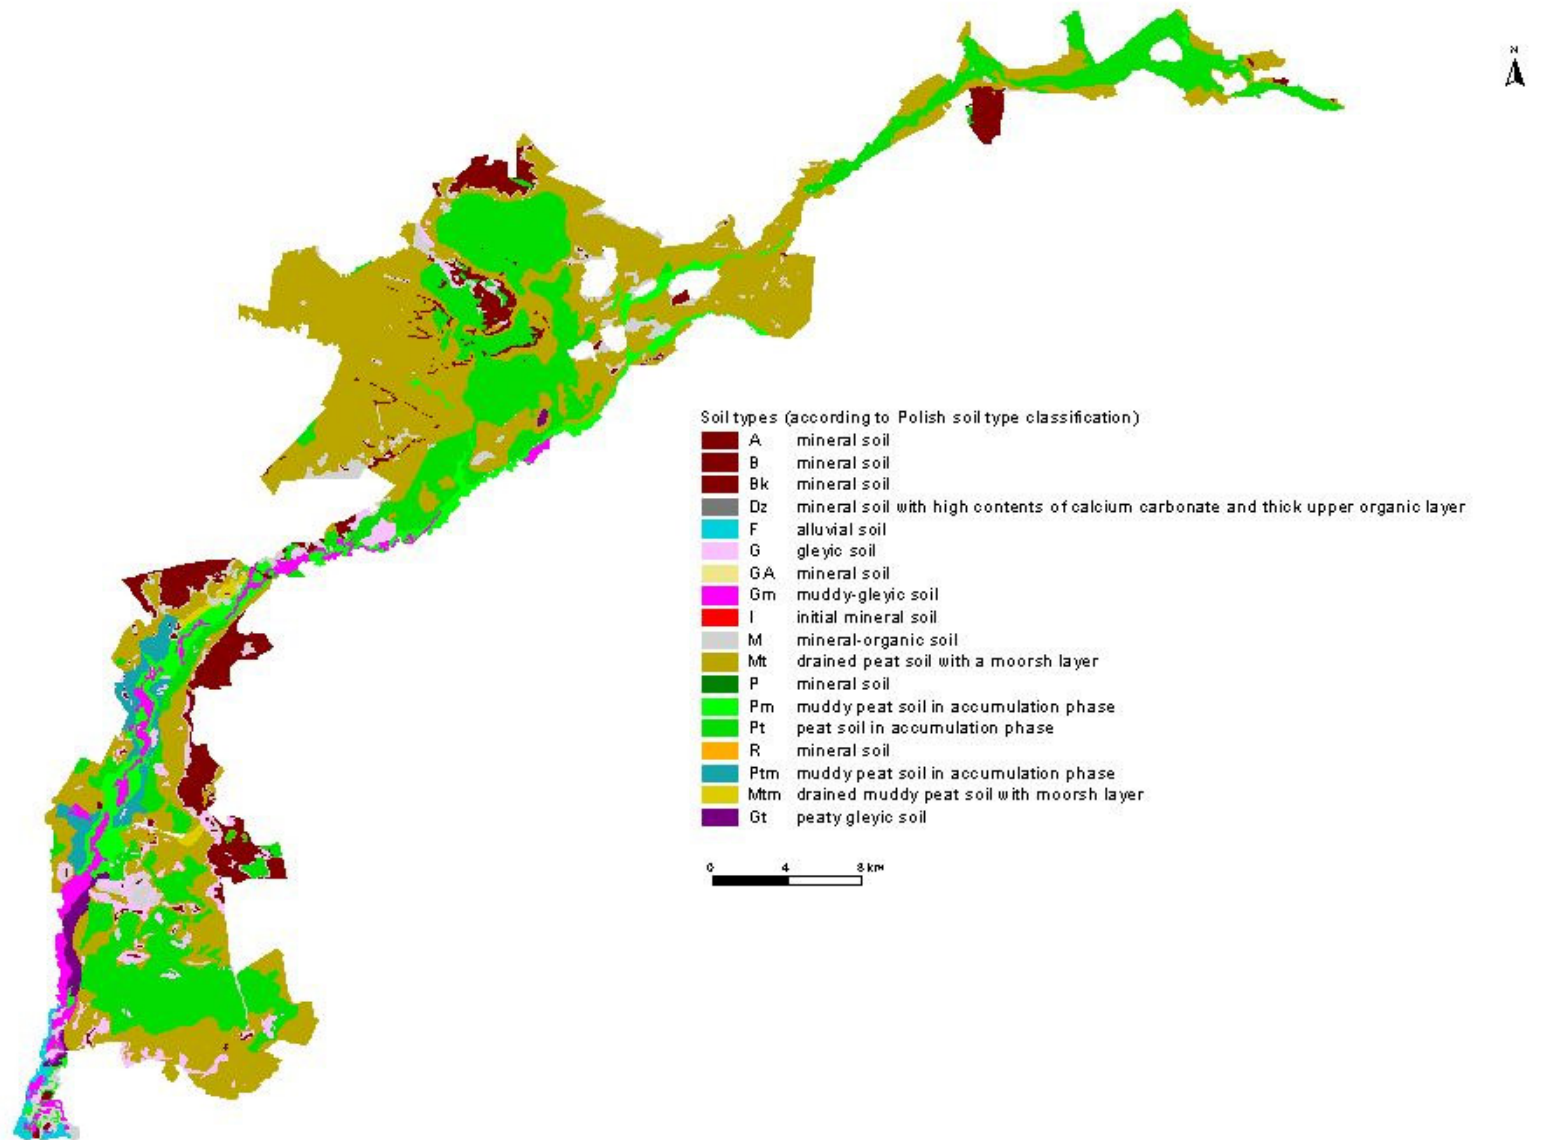 N
Soil types (according to Polish soil type classification)
A mineral soil
B mineral soil
Bk mineral soil
Dz mineral soil with high contents of calcium carbonate and thick upper organic layer
F alluvial soil
G gleyic soil
GA mineral soil
Gm muddy-gleyic soil
I initial mineral soil
M mineral-organic soil
Mt drained peat soil with a moorsh layer
P mineral soil
Pm muddy peat soil in accumulation phase
Pt peat soil in accumulation phase
R mineral soil
Ptm muddy peat soil in accumulation phase
Mtm drained muddy peat soil with moorsh layer
Gt peaty gleyic soil
0 4 8 km